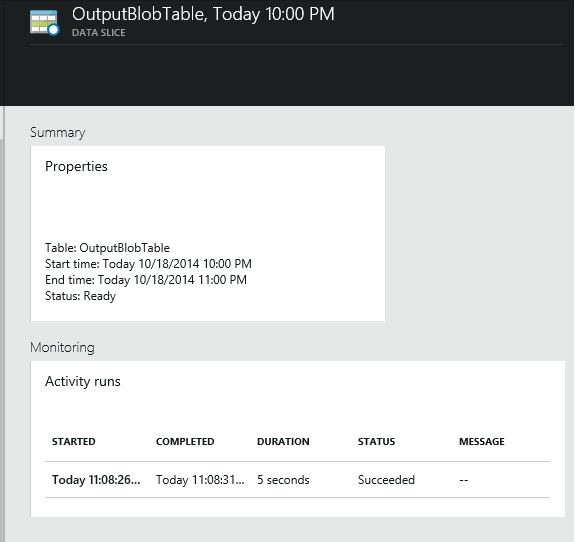 OutputBlobTable, Today 10:00 PM
DATA SLICE
Summary
Properties
Table: OutputBlobTable
Start time: Today 10/18/2014 10:00 PM
End time: Today 10/18/2014 11:00 PM
Status: Ready
Monitoring
Activity runs
STARTED COMPLETED DURATION STATUS MESSAGE
Today 11:08:26... Today 11:08:31... 5 seconds Succeeded --